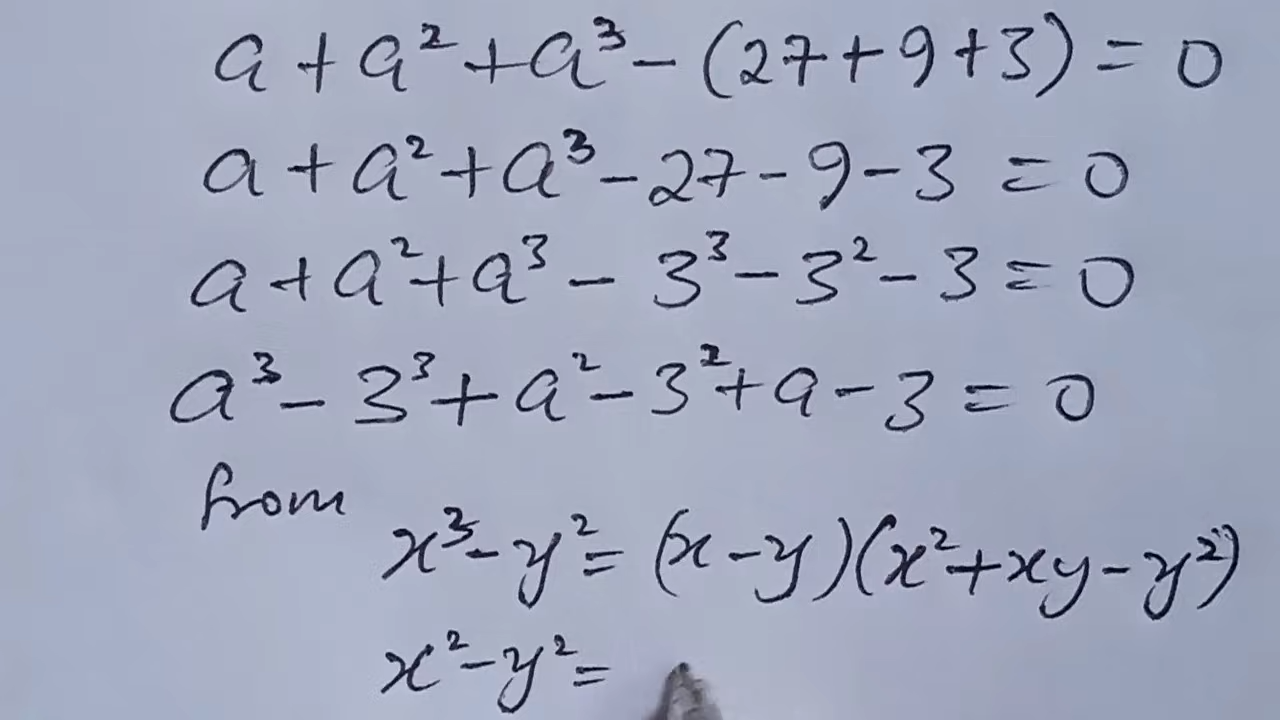 a + a² + a³ - (27 + 9 + 3) = 0
a + a² + a³ - 27 - 9 - 3 = 0
a + a² + a³ - 3³ - 3² - 3 = 0
a³ - 3³ + a² - 3² + a - 3 = 0
from
x³ - y² = (x - y)(x² + xy - y²)
x² - y² =